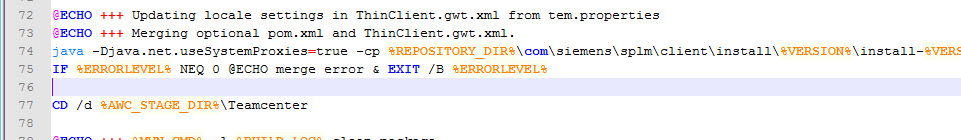 72 @ECHO +++ Updating locale settings in ThinClient.gwt.xml from tem.properties
73 @ECHO +++ Merging optional pom.xml and ThinClient.gwt.xml.
74 java -Djava.net.useSystemProxies=true -cp %REPOSITORY_DIR%\com\siemens\splm\client\install\%VERSION%\install-%VERS
75 IF %ERRORLEVEL% NEQ 0 @ECHO merge error & EXIT /B %ERRORLEVEL%
76
77 CD /d %AWC_STAGE_DIR%\Teamcenter
78